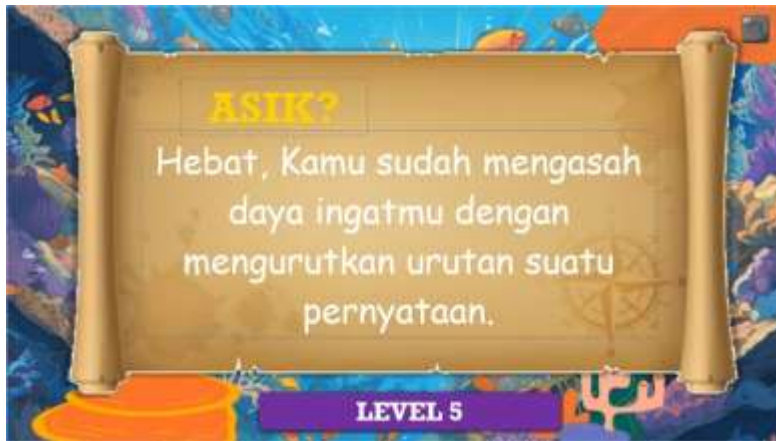 ASIK?
Hebat, Kamu sudah mengasah
daya ingatmu dengan
mengurutkan urutan suatu
pernyataan.
LEVEL 5